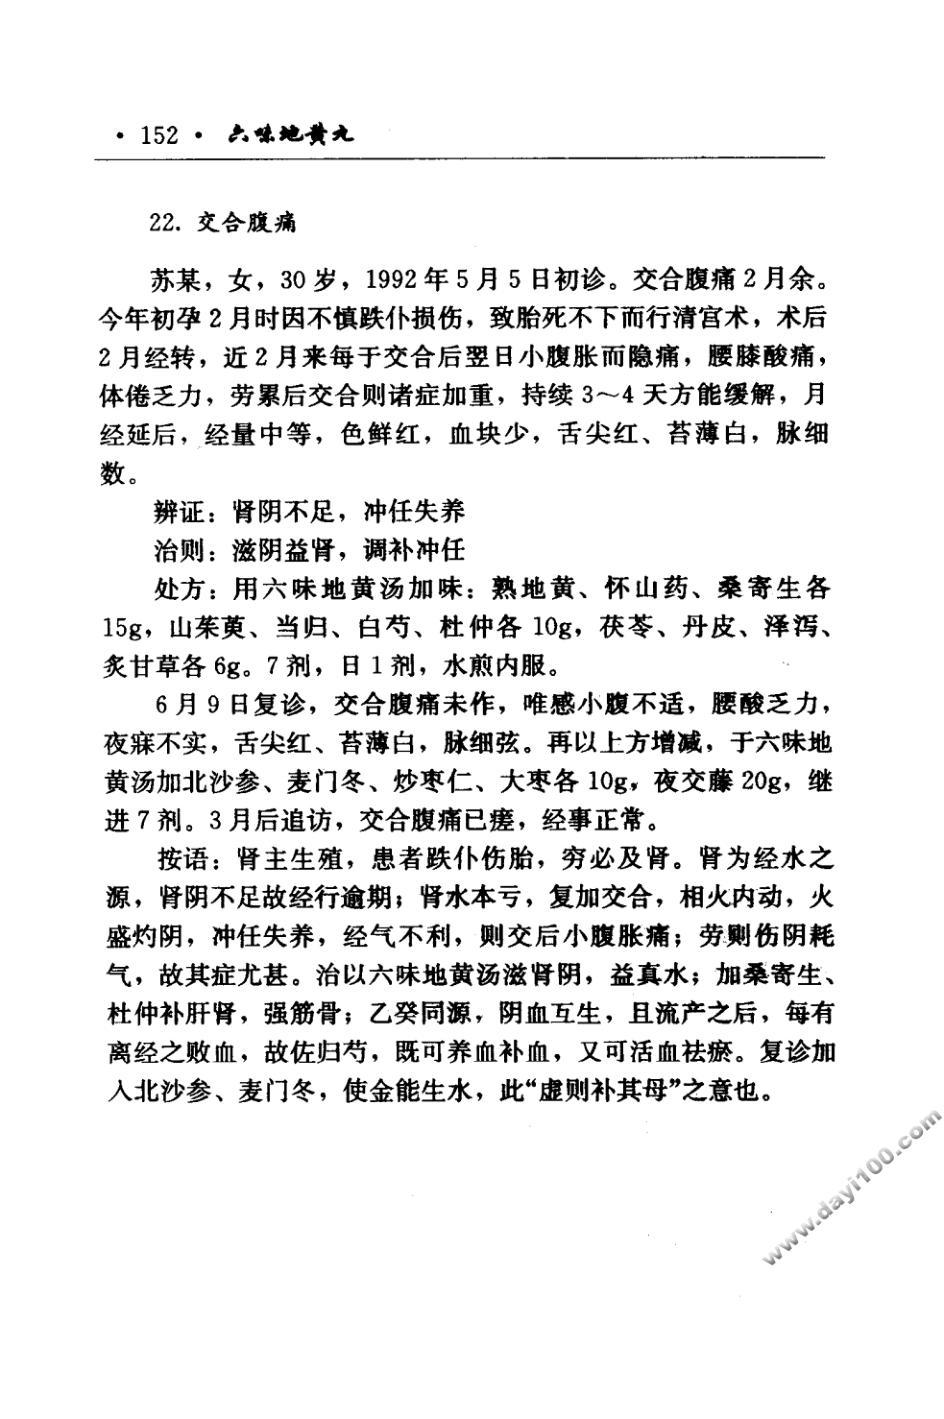 · 152 · 六味地黄丸
22. 交合腹痛
苏某，女，30 岁，1992 年 5 月 5 日初诊。交合腹痛 2 月余。
今年初孕 2 月时因不慎跌仆损伤，致胎死不下而行清宫术，术后
2 月经转，近 2 月来每于交合后翌日小腹胀而隐痛，腰膝酸痛，
体倦乏力，劳累后交合则诸症加重，持续 3～4 天方能缓解，月
经延后，经量中等，色鲜红，血块少，舌尖红、苔薄白，脉细
数。
辨证：肾阴不足，冲任失养
治则：滋阴益肾，调补冲任
处方：用六味地黄汤加味：熟地黄、怀山药、桑寄生各
15g，山茱萸、当归、白芍、杜仲各 10g，茯苓、丹皮、泽泻、
炙甘草各 6g。7 剂，日 1 剂，水煎内服。
6 月 9 日复诊，交合腹痛未作，唯感小腹不适，腰酸乏力，
夜寐不实，舌尖红、苔薄白，脉细弦。再以上方增减，于六味地
黄汤加北沙参、麦门冬、炒枣仁、大枣各 10g，夜交藤 20g，继
进 7 剂。3 月后追访，交合腹痛已瘥，经事正常。
按语：肾主生殖，患者跌仆伤胎，穷必及肾。肾为经水之
源，肾阴不足故经行逾期；肾水本亏，复加交合，相火内动，火
盛灼阴，冲任失养，经气不利，则交后小腹胀痛；劳则伤阴耗
气，故其症尤甚。治以六味地黄汤滋肾阴，益真水；加桑寄生、
杜仲补肝肾，强筋骨；乙癸同源，阴血互生，且流产之后，每有
离经之败血，故佐归芍，既可养血补血，又可活血祛瘀。复诊加
入北沙参、麦门冬，使金能生水，此“虚则补其母”之意也。
www.dayi100.com